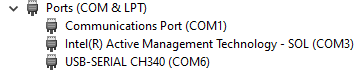 Ports (COM & LPT)
Communications Port (COM1)
Intel(R) Active Management Technology - SOL (COM3)
USB-SERIAL CH340 (COM6)